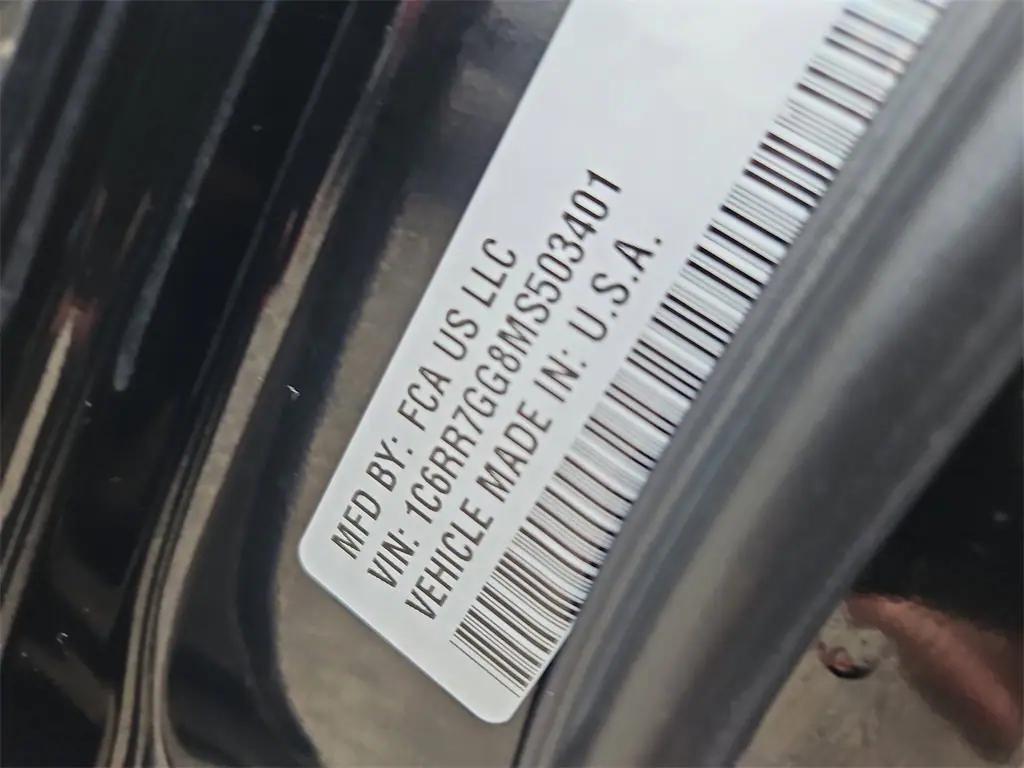 MFD BY: FCA US LLC
VIN: 1C6RR7GG8MS503401
VEHICLE MADE IN: U.S.A.